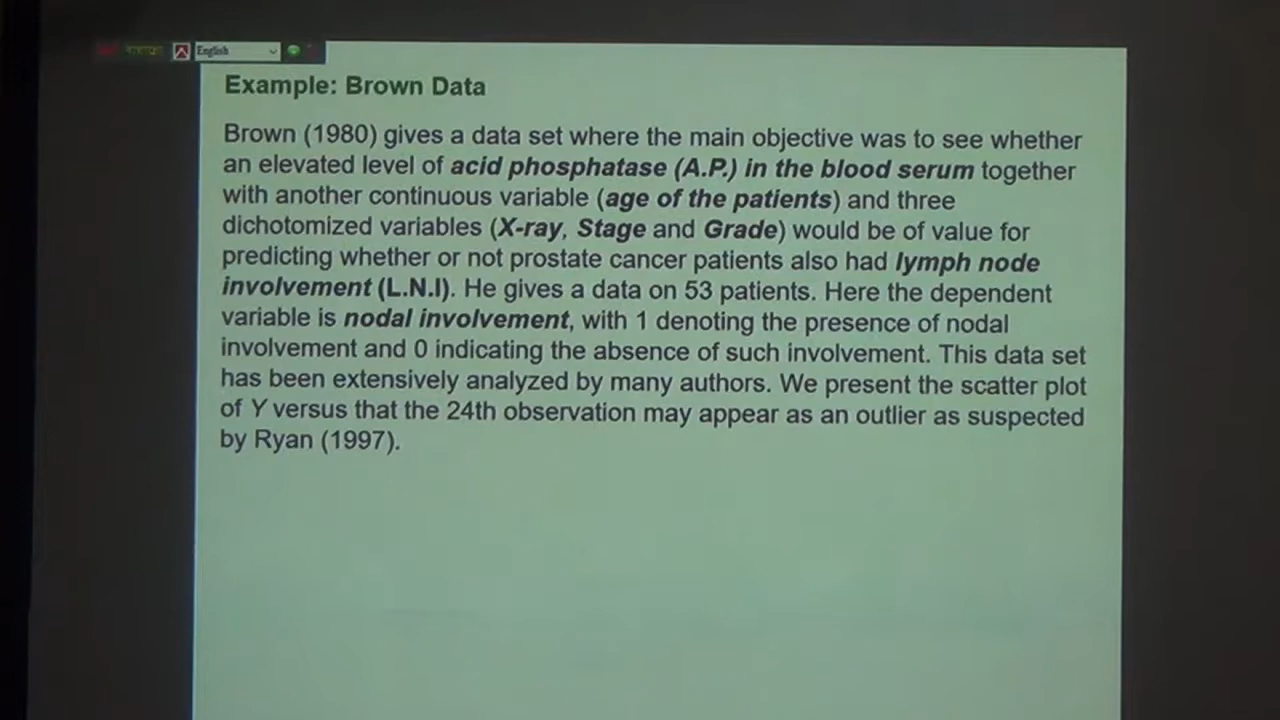 English
Example: Brown Data
Brown (1980) gives a data set where the main objective was to see whether
an elevated level of acid phosphatase (A.P.) in the blood serum together
with another continuous variable (age of the patients) and three
dichotomized variables (X-ray, Stage and Grade) would be of value for
predicting whether or not prostate cancer patients also had lymph node
involvement (L.N.I). He gives a data on 53 patients. Here the dependent
variable is nodal involvement, with 1 denoting the presence of nodal
involvement and 0 indicating the absence of such involvement. This data set
has been extensively analyzed by many authors. We present the scatter plot
of Y versus that the 24th observation may appear as an outlier as suspected
by Ryan (1997).